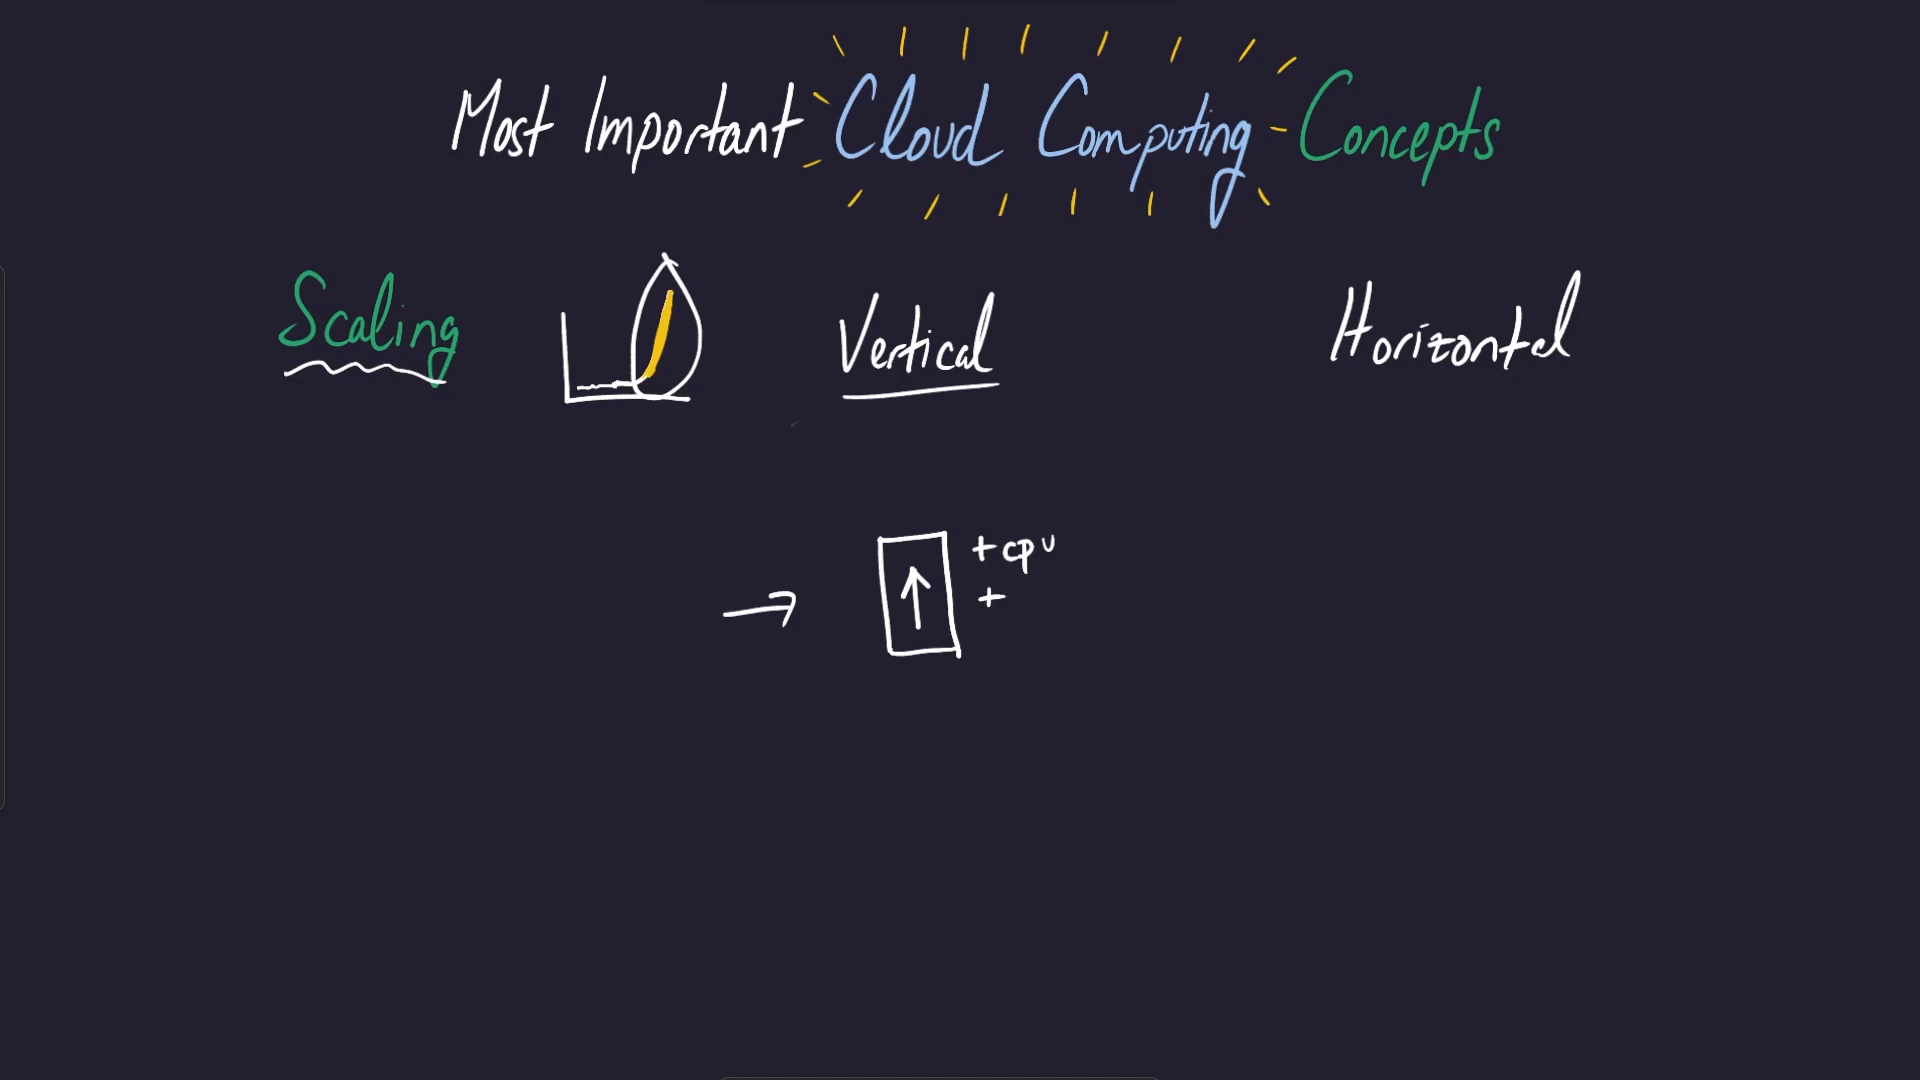 Most Important Cloud Computing Concepts
Scaling Vertical Horizontal
+ cpu
+